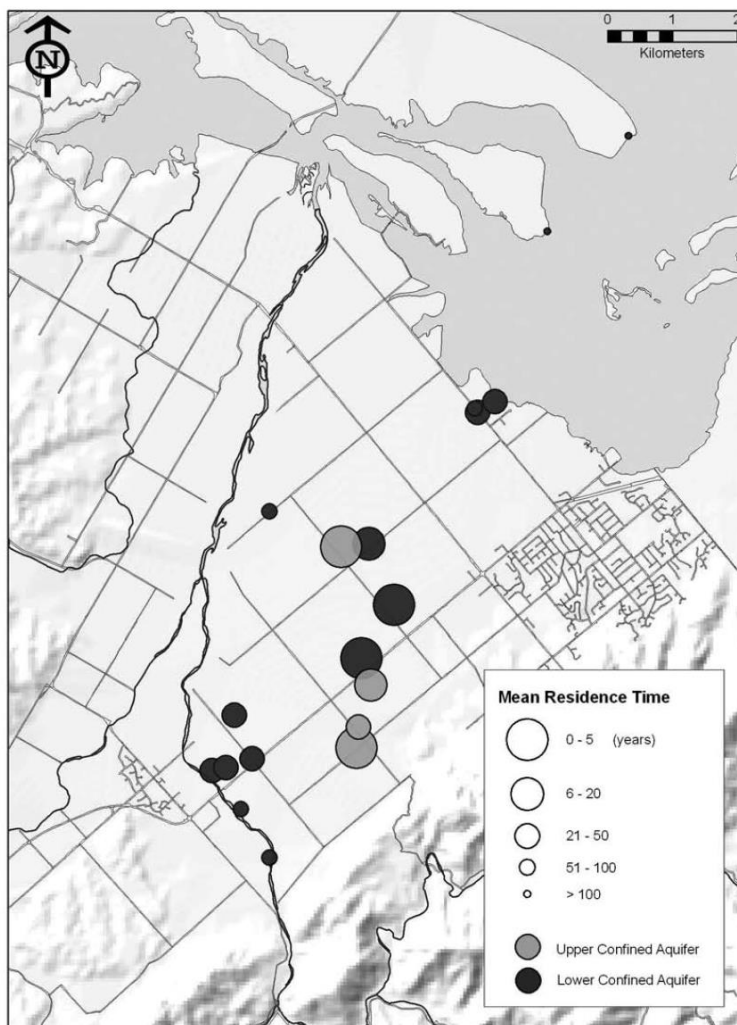 N
0 1 2
Kilometers
Mean Residence Time
0 - 5 (years)
6 - 20
21 - 50
51 - 100
> 100
Upper Confined Aquifer
Lower Confined Aquifer